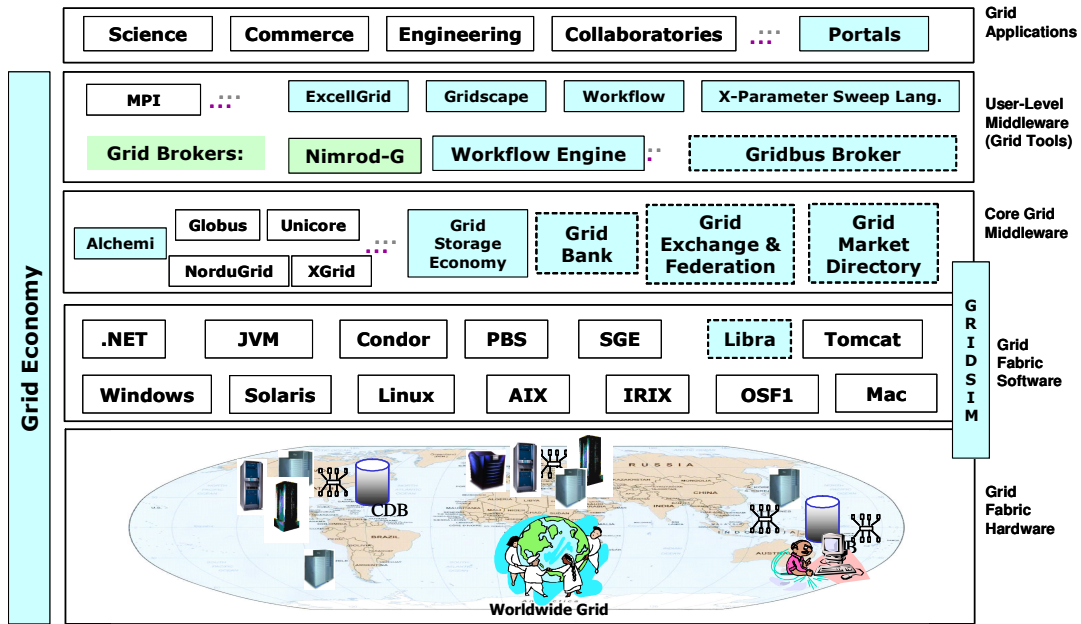 Science
Commerce
Engineering
Collaboratories
Portals
Grid
Applications
MPI
ExcellGrid
Gridscape
Workflow
X-Parameter Sweep Lang.
Grid Brokers:
Nimrod-G
Workflow Engine
Gridbus Broker
User-Level
Middleware
(Grid Tools)
Grid Economy
Alchemi
Globus
Unicore
NorduGrid
XGrid
Grid
Storage
Economy
Grid
Bank
Grid
Exchange &
Federation
Grid
Market
Directory
Core Grid
Middleware
.NET
JVM
Condor
PBS
SGE
Libra
Tomcat
Windows
Solaris
Linux
AIX
IRIX
OSF1
Mac
GRIDSIM
Grid
Fabric
Software
RUSSIA
CHINA
CDB
BRAZIL
Worldwide Grid
Grid
Fabric
Hardware